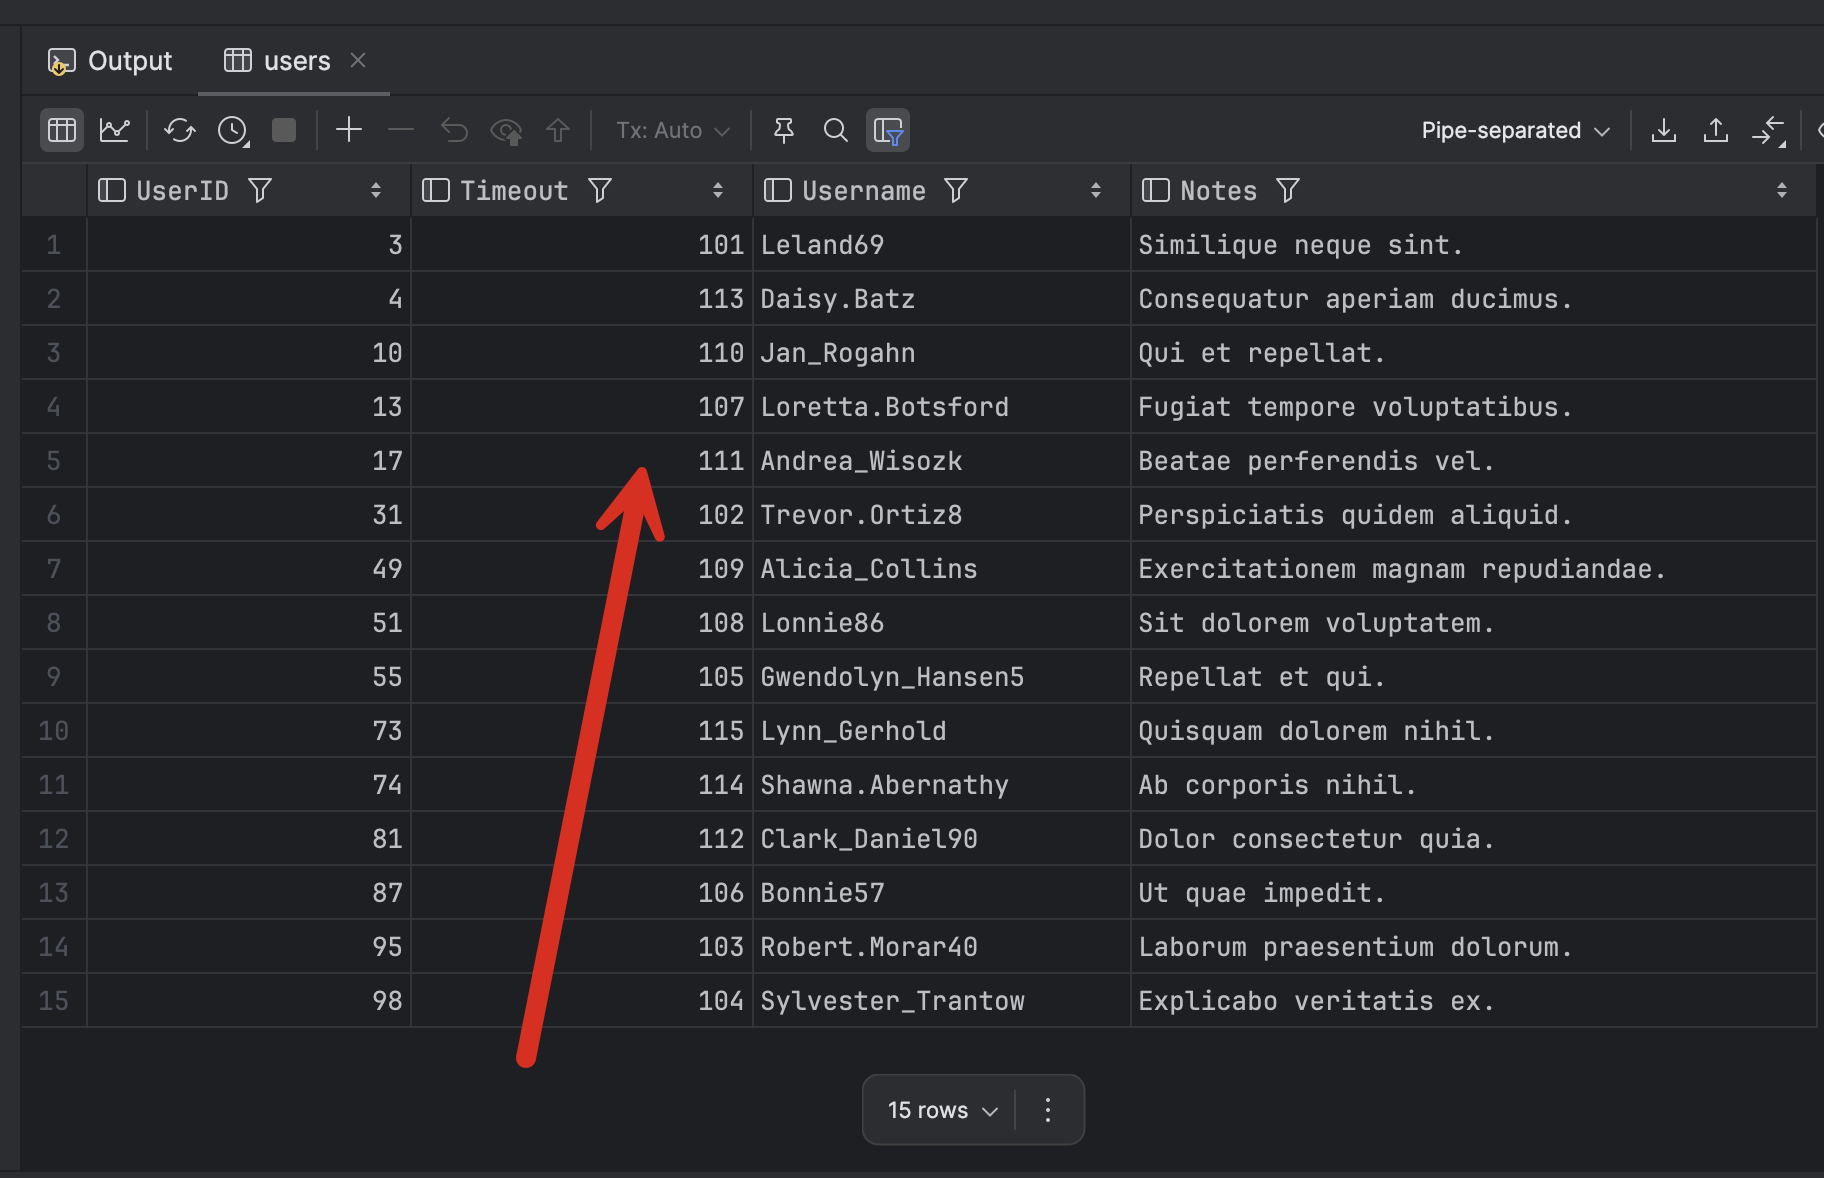 Output users
Tx: Auto Pipe-separated
UserID Timeout Username Notes
1 3 101 Leland69 Similique neque sint.
2 4 113 Daisy.Batz Consequatur aperiam ducimus.
3 10 110 Jan_Rogahn Qui et repellat.
4 13 107 Loretta.Botsford Fugiat tempore voluptatibus.
5 17 111 Andrea_Wisozk Beatae perferendis vel.
6 31 102 Trevor.Ortiz8 Perspiciatis quidem aliquid.
7 49 109 Alicia_Collins Exercitationem magnam repudiandae.
8 51 108 Lonnie86 Sit dolorem voluptatem.
9 55 105 Gwendolyn_Hansen5 Repellat et qui.
10 73 115 Lynn_Gerhold Quisquam dolorem nihil.
11 74 114 Shawna.Abernathy Ab corporis nihil.
12 81 112 Clark_Daniel90 Dolor consectetur quia.
13 87 106 Bonnie57 Ut quae impedit.
14 95 103 Robert.Morar40 Laborum praesentium dolorum.
15 98 104 Sylvester_Trantow Explicabo veritatis ex.
15 rows